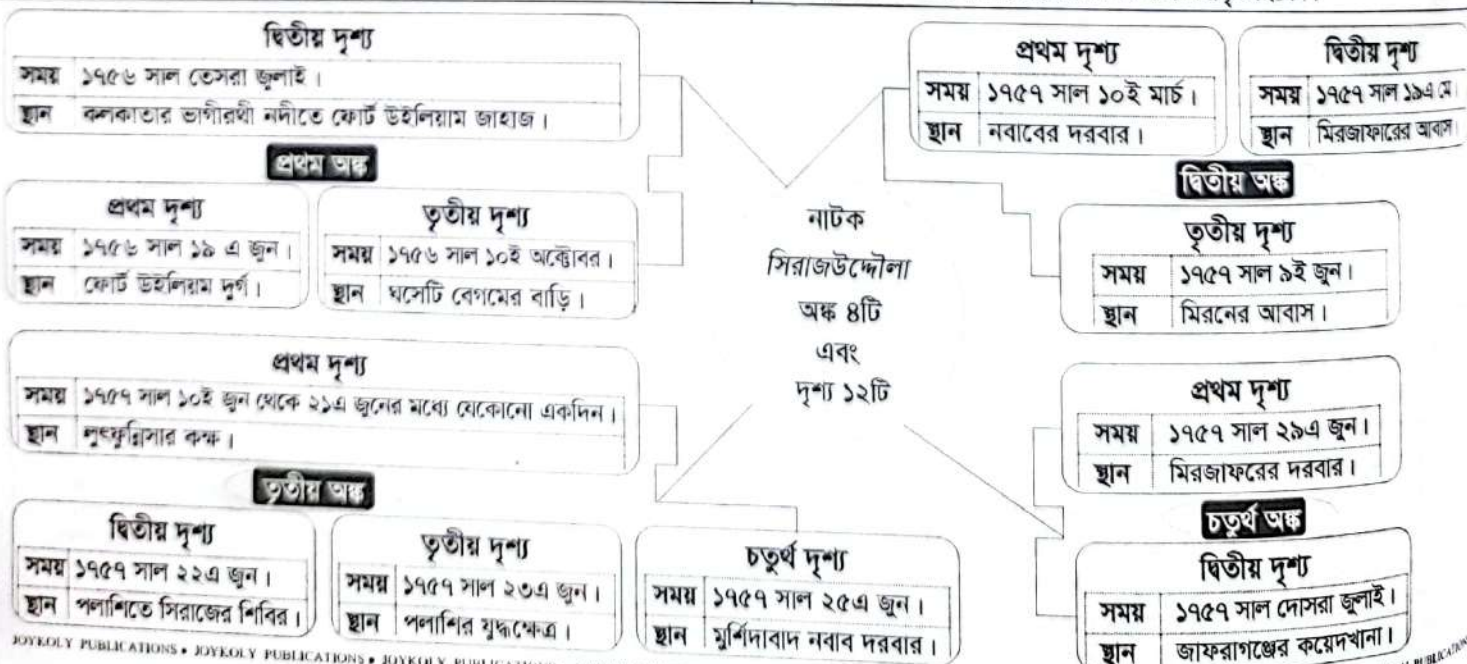 দ্বিতীয় দৃশ্য
সময় ১৭৫৬ সাল তেসরা জুলাই।
স্থান কলকাতার ভাগীরথী নদীতে ফোর্ট উইলিয়াম জাহাজ।
প্রথম অঙ্ক
প্রথম দৃশ্য
সময় ১৭৫৬ সাল ১৯ এ জুন।
স্থান ফোর্ট উইলিয়াম দুর্গ।
তৃতীয় দৃশ্য
সময় ১৭৫৬ সাল ১০ই অক্টোবর।
স্থান ঘসেটি বেগমের বাড়ি।
প্রথম দৃশ্য
সময় ১৭৫৭ সাল ১০ই মার্চ।
স্থান নবাবের দরবার।
দ্বিতীয় দৃশ্য
সময় ১৭৫৭ সাল ১৯এ মে।
স্থান মিরজাফারের আবাস।
দ্বিতীয় অঙ্ক
তৃতীয় দৃশ্য
সময় ১৭৫৭ সাল ৯ই জুন।
স্থান মিরনের আবাস।
নাটক
সিরাজউদ্দৌলা
অঙ্ক ৪টি
এবং
দৃশ্য ১২টি
প্রথম দৃশ্য
সময় ১৭৫৭ সাল ১০ই জুন থেকে ২১এ জুনের মধ্যে যেকোনো একদিন।
স্থান লুৎফুন্নিসার কক্ষ।
তৃতীয় অঙ্ক
দ্বিতীয় দৃশ্য
সময় ১৭৫৭ সাল ২২এ জুন।
স্থান পলাশিতে সিরাজের শিবির।
তৃতীয় দৃশ্য
সময় ১৭৫৭ সাল ২৩এ জুন।
স্থান পলাশির যুদ্ধক্ষেত্র।
চতুর্থ দৃশ্য
সময় ১৭৫৭ সাল ২৫এ জুন।
স্থান মুর্শিদাবাদ নবাব দরবার।
প্রথম দৃশ্য
সময় ১৭৫৭ সাল ২৯এ জুন।
স্থান মিরজাফরের দরবার।
চতুর্থ অঙ্ক
দ্বিতীয় দৃশ্য
সময় ১৭৫৭ সাল দোসরা জুলাই।
স্থান জাফরাগঞ্জের কয়েদখানা।
JOYKOLY PUBLICATIONS • JOYKOLY PUBLICATIONS • JOYKOLY